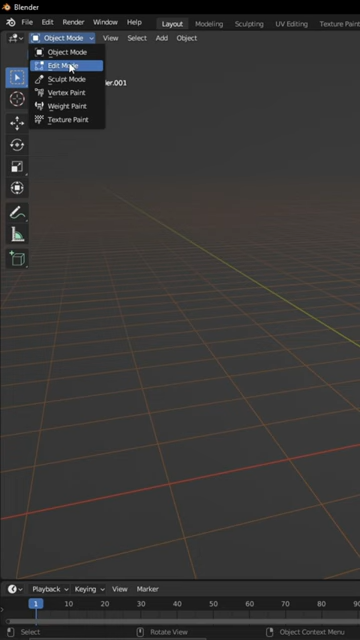 Blender
File Edit Render Window Help Layout Modeling Sculpting UV Editing Texture Paint
Object Mode View Select Add Object
Object Mode
Edit Mode
Sculpt Mode
Vertex Paint
Weight Paint
Texture Paint
.001
Playback Keying View Marker
1 10 20 30 40 50 60 70 80 90
Select Rotate View Object Context Menu